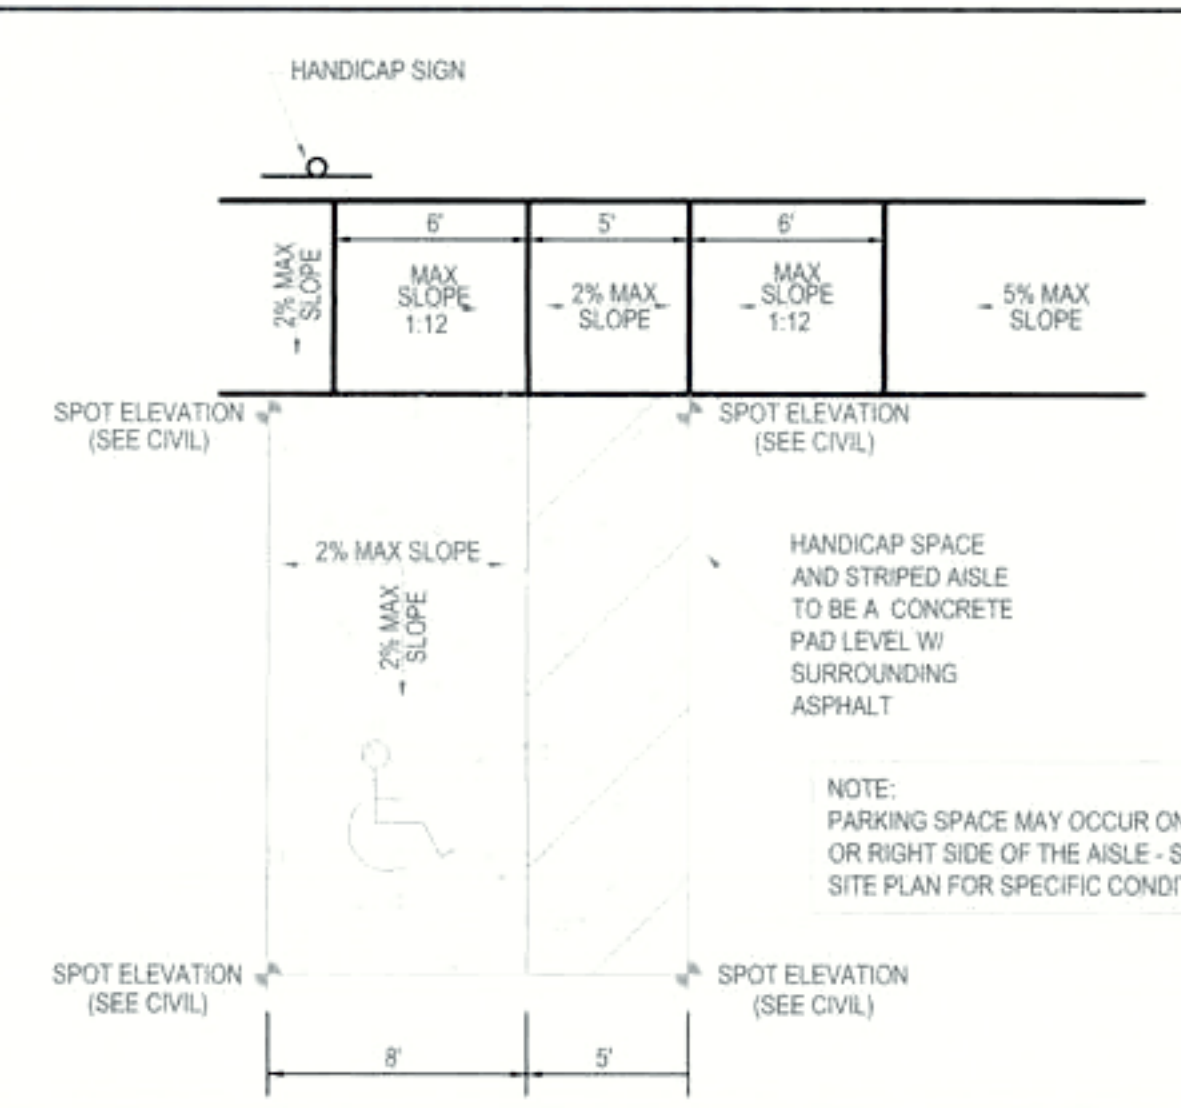 HANDICAP SIGN
6'
5'
6'
2% MAX
SLOPE
MAX
SLOPE
1:12
2% MAX
SLOPE
MAX
SLOPE
1:12
5% MAX
SLOPE
SPOT ELEVATION
(SEE CIVIL)
SPOT ELEVATION
(SEE CIVIL)
2% MAX SLOPE
2% MAX
SLOPE
HANDICAP SPACE
AND STRIPED AISLE
TO BE A CONCRETE
PAD LEVEL W/
SURROUNDING
ASPHALT
NOTE:
PARKING SPACE MAY OCCUR ON
OR RIGHT SIDE OF THE AISLE - S
SITE PLAN FOR SPECIFIC CONDI
SPOT ELEVATION
(SEE CIVIL)
SPOT ELEVATION
(SEE CIVIL)
8'
5'